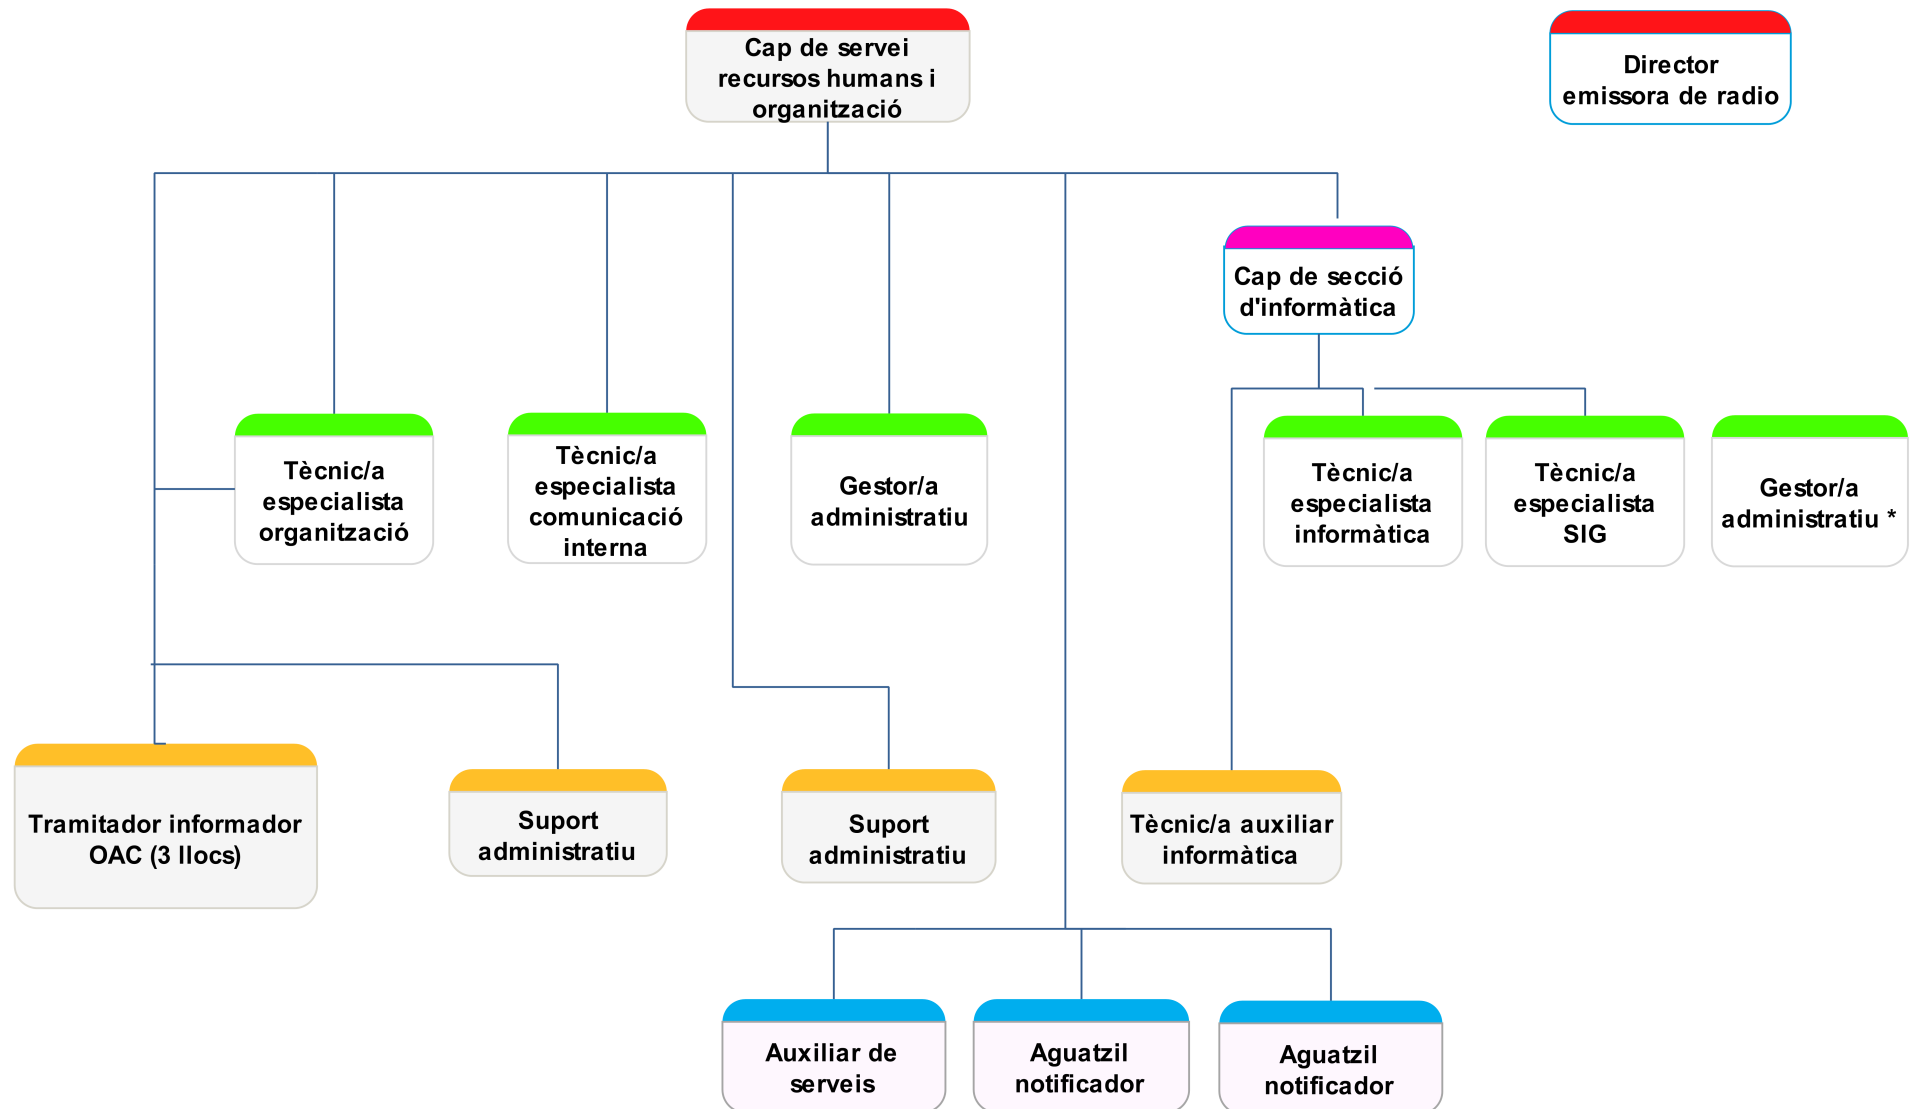 Cap de servei
recursos humans i
organització
Director
emissora de radio
Cap de secció
d'informàtica
Tècnic/a
especialista
organització
Tècnic/a
especialista
comunicació
interna
Gestor/a
administratiu
Tècnic/a
especialista
informàtica
Tècnic/a
especialista
SIG
Gestor/a
administratiu *
Tramitador informador
OAC (3 llocs)
Suport
administratiu
Suport
administratiu
Tècnic/a auxiliar
informàtica
Auxiliar de
serveis
Aguatzil
notificador
Aguatzil
notificador